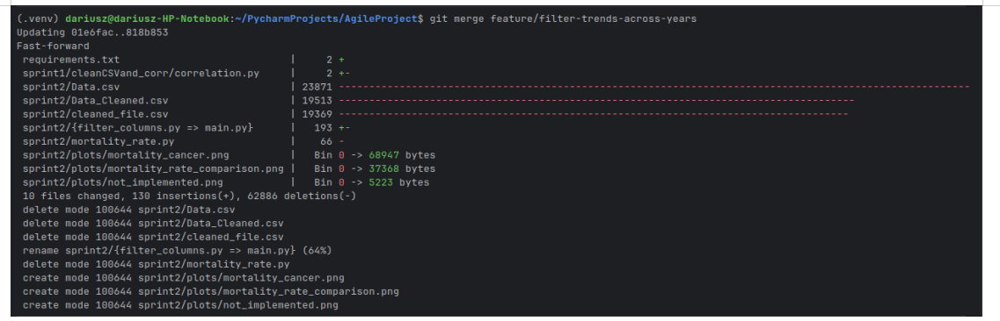 (.venv) dariusz@dariusz-HP-Notebook:~/PycharmProjects/AgileProject$ git merge feature/filter-trends-across-years
Updating 01e6fac..818b853
Fast-forward
 requirements.txt                           |     2 +
 sprint1/cleanCSVand_corr/correlation.py    |     2 +-
 sprint2/Data.csv                           | 23871 --------------------------------------------------------------------------------------------------------
 sprint2/Data_Cleaned.csv                   | 19513 -------------------------------------------------------------------------------------
 sprint2/cleaned_file.csv                   | 19369 ------------------------------------------------------------------------------------
 sprint2/{filter_columns.py => main.py}     |   193 +-
 sprint2/mortality_rate.py                  |    66 -
 sprint2/plots/mortality_cancer.png         |   Bin 0 -> 68947 bytes
 sprint2/plots/mortality_rate_comparison.png |   Bin 0 -> 37368 bytes
 sprint2/plots/not_implemented.png          |   Bin 0 -> 5223 bytes
 10 files changed, 130 insertions(+), 62886 deletions(-)
 delete mode 100644 sprint2/Data.csv
 delete mode 100644 sprint2/Data_Cleaned.csv
 delete mode 100644 sprint2/cleaned_file.csv
 rename sprint2/{filter_columns.py => main.py} (64%)
 delete mode 100644 sprint2/mortality_rate.py
 create mode 100644 sprint2/plots/mortality_cancer.png
 create mode 100644 sprint2/plots/mortality_rate_comparison.png
 create mode 100644 sprint2/plots/not_implemented.png